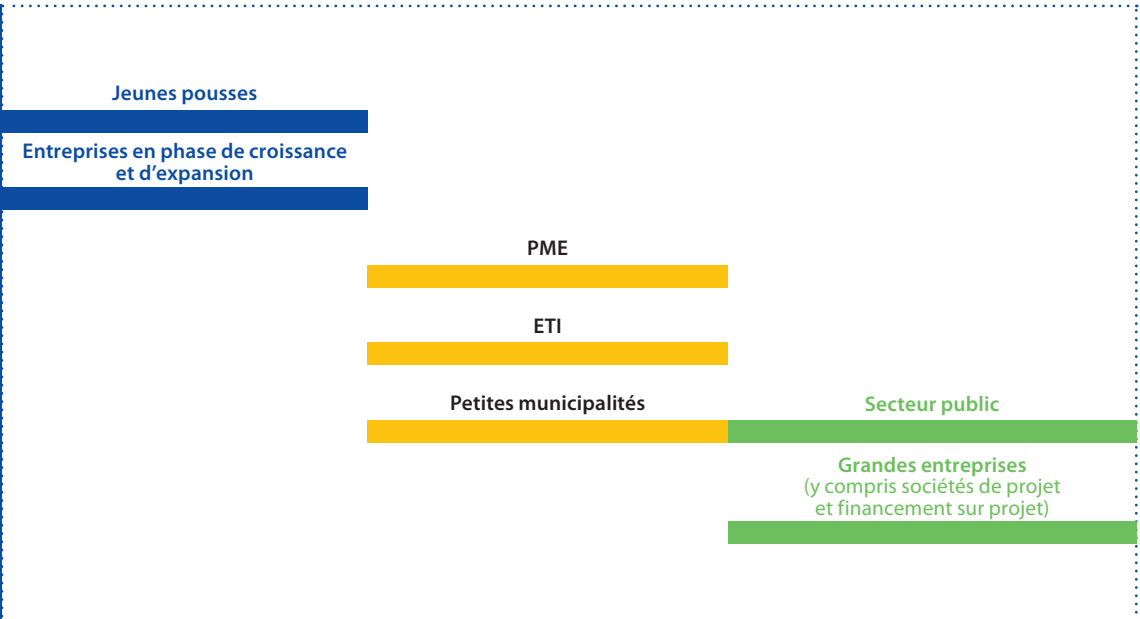 Jeunes pousses
Entreprises en phase de croissance
et d’expansion
PME
ETI
Petites municipalités
Secteur public
Grandes entreprises
(y compris sociétés de projet
et financement sur projet)